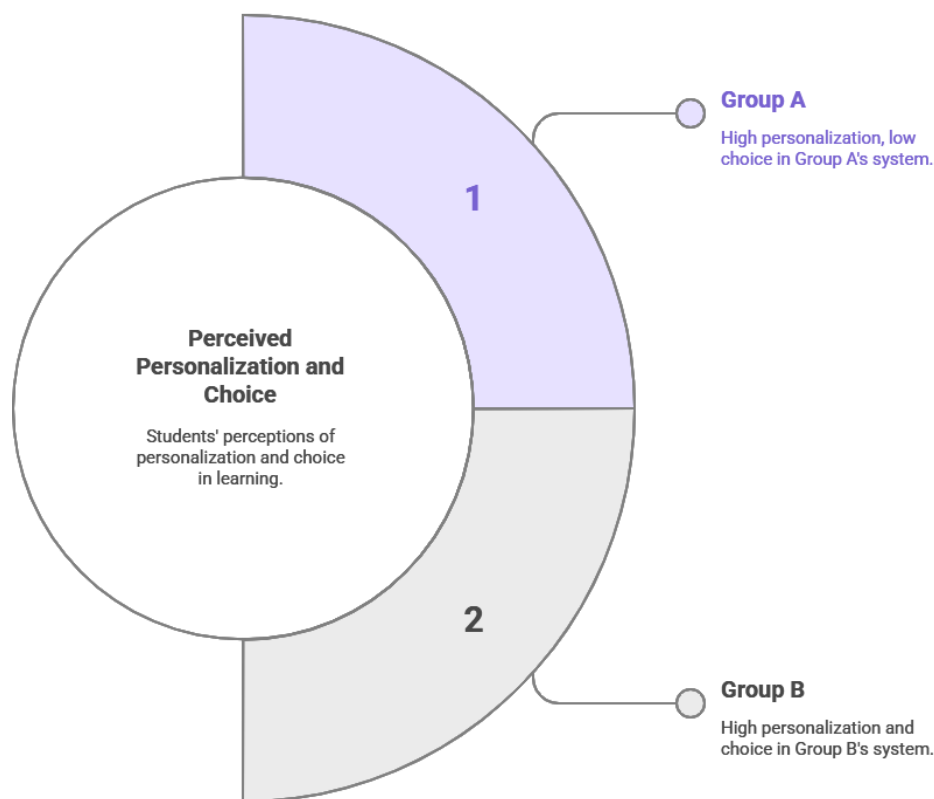 Group A
High personalization, low
choice in Group A's system.
1
Perceived
Personalization and
Choice
Students' perceptions of
personalization and choice
in learning.
2
Group B
High personalization and
choice in Group B's system.